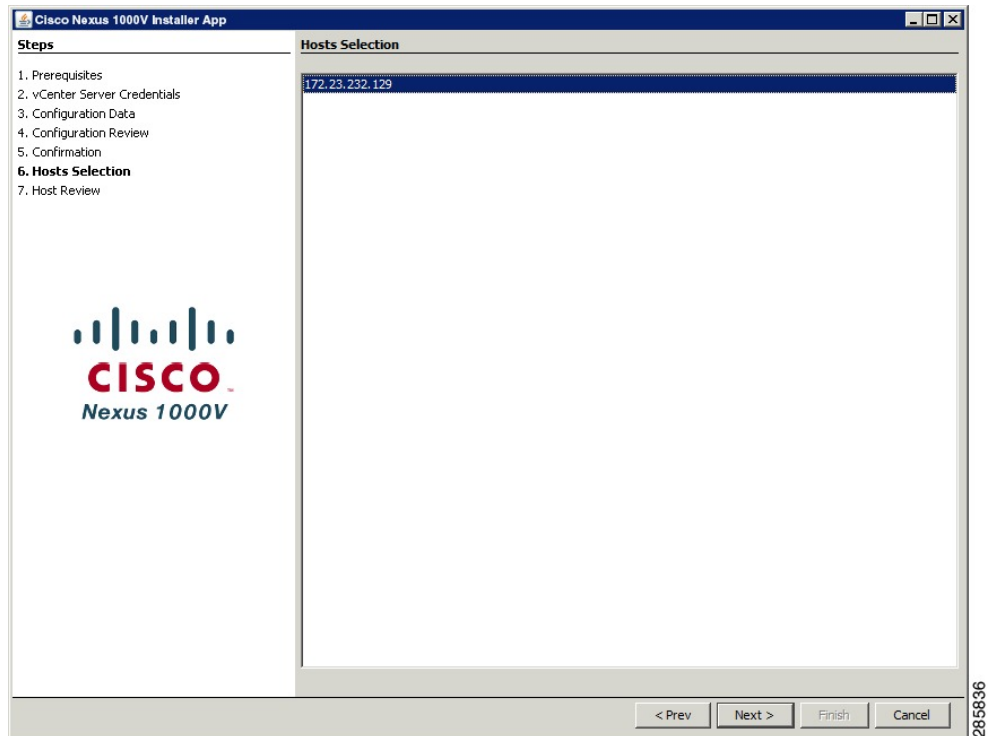 Cisco Nexus 1000V Installer App
Steps
1. Prerequisites
2. vCenter Server Credentials
3. Configuration Data
4. Configuration Review
5. Confirmation
6. Hosts Selection
7. Host Review
CISCO™
Nexus 1000V
Hosts Selection
172.23.232.129
< Prev
Next >
Finish
Cancel
285836